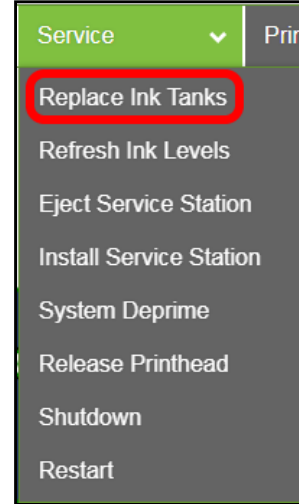 Service Prin
Replace Ink Tanks
Refresh Ink Levels
Eject Service Station
Install Service Station
System Deprime
Release Printhead
Shutdown
Restart